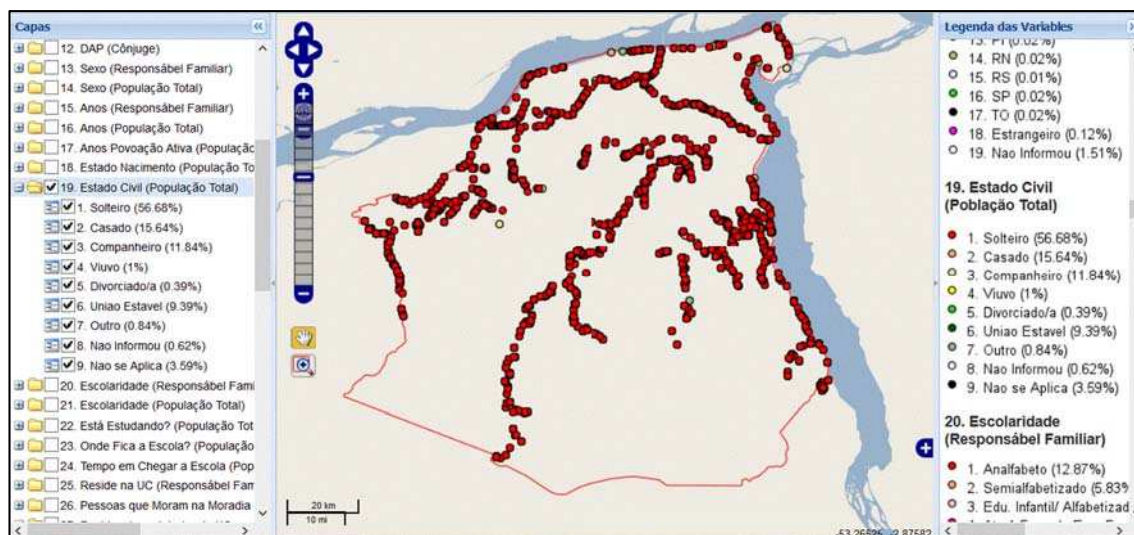 Capas
12. DAP (Cônjuge)
13. Sexo (Responsábel Familiar)
14. Sexo (População Total)
15. Anos (Responsábel Familiar)
16. Anos (População Total)
17. Anos Povoação Ativa (População
18. Estado Nacimento (População To
19. Estado Civil (População Total)
1. Solteiro (56.68%)
2. Casado (15.64%)
3. Companheiro (11.84%)
4. Viuvo (1%)
5. Divorciado/a (0.39%)
6. Uniao Estavel (9.39%)
7. Outro (0.84%)
8. Nao Informou (0.62%)
9. Nao se Aplica (3.59%)
20. Escolaridade (Responsábel Fami
21. Escolaridade (População Total)
22. Está Estudando? (População Tot
23. Onde Fica a Escola? (População
24. Tempo em Chegar a Escola (Pop
25. Reside na UC (Responsábel Fam
26. Pessoas que Moram na Moradia
20 km
10 mi
Legenda das Variables
13. PI (0.02%)
14. RN (0.02%)
15. RS (0.01%)
16. SP (0.02%)
17. TO (0.02%)
18. Estrangeiro (0.12%)
19. Nao Informou (1.51%)
19. Estado Civil
(Poblação Total)
1. Solteiro (56.68%)
2. Casado (15.64%)
3. Companheiro (11.84%)
4. Viuvo (1%)
5. Divorciado/a (0.39%)
6. Uniao Estavel (9.39%)
7. Outro (0.84%)
8. Nao Informou (0.62%)
9. Nao se Aplica (3.59%)
20. Escolaridade
(Responsábel Familiar)
1. Analfabeto (12.87%)
2. Semialfabetizado (5.83%
3. Edu. Infantil/ Alfabetizad